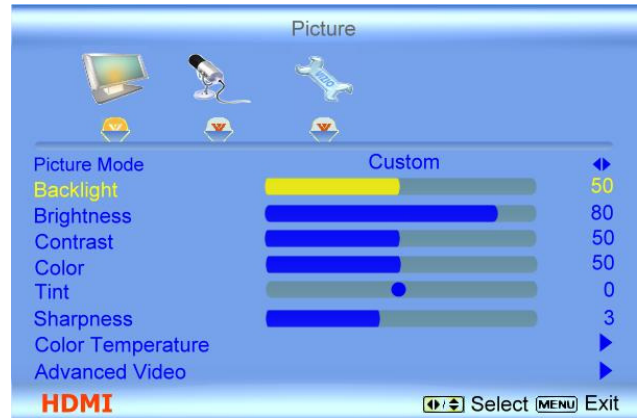 Picture
VIZIO
Picture Mode Custom
Backlight 50
Brightness 80
Contrast 50
Color 50
Tint 0
Sharpness 3
Color Temperature
Advanced Video
HDMI Select MENU Exit